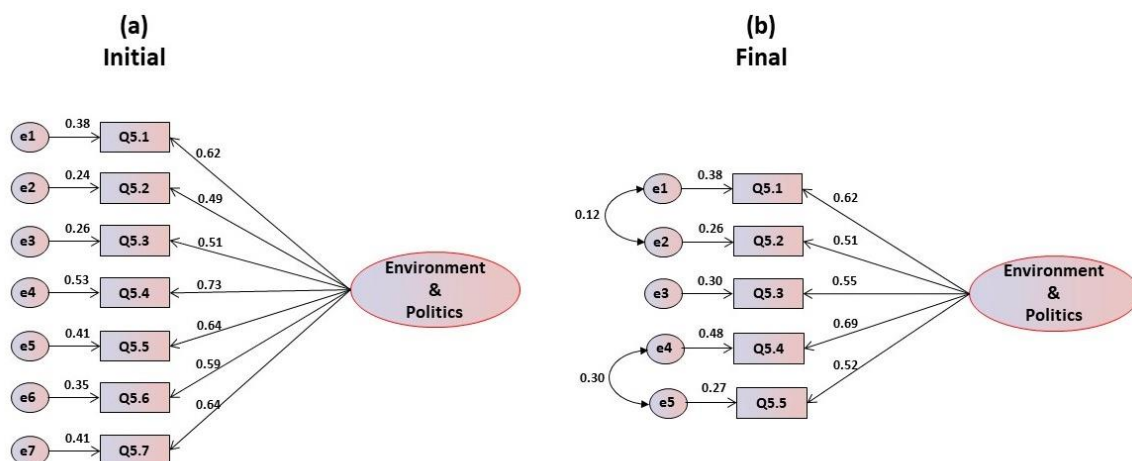 (a)
Initial
e1 0.38 Q5.1
0.62
e2 0.24 Q5.2
0.49
e3 0.26 Q5.3
0.51
e4 0.53 Q5.4
0.73
e5 0.41 Q5.5
0.64
e6 0.35 Q5.6
0.59
e7 0.41 Q5.7
0.64
Environment
&
Politics
(b)
Final
e1 0.38 Q5.1
0.62
0.12
e2 0.26 Q5.2
0.51
e3 0.30 Q5.3
0.55
e4 0.48 Q5.4
0.69
0.30
e5 0.27 Q5.5
0.52
Environment
&
Politics